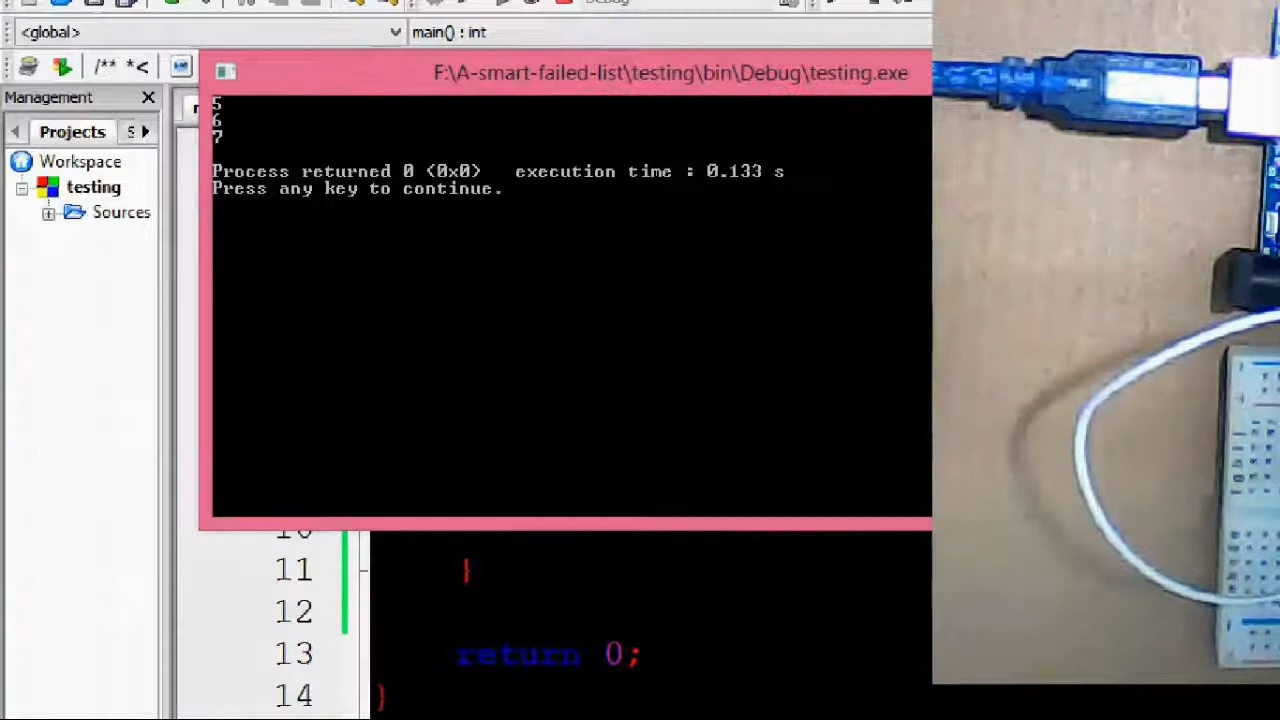 <global>
main() : int
/** *<
F:\A-smart-failed-list\testing\bin\Debug\testing.exe
Management
Projects
S
Workspace
testing
Sources
5
6
7
Process returned 0 (0x0)   execution time : 0.133 s
Press any key to continue.
11 }
12
13 return 0;
14 }